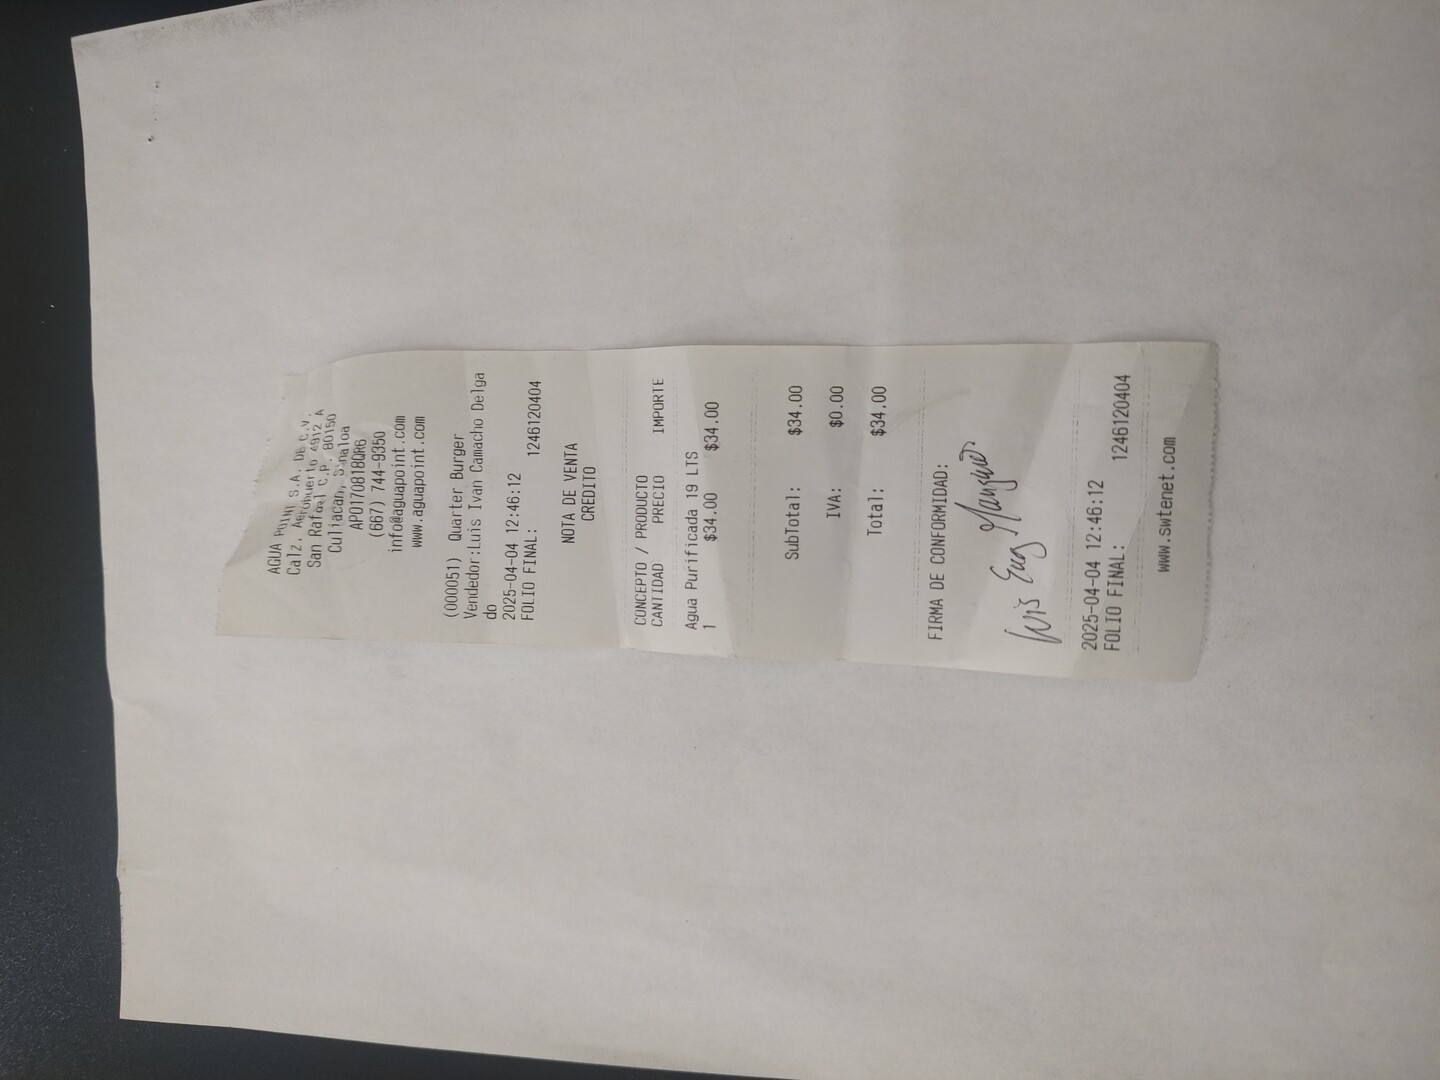 AGUA POINT S.A. DE C.V.
Calz. Aeropuerto 4912 A
San Rafael C.P. 80150
Culiacan, Sinaloa
APO170818QR6
(667) 744-9350
info@aguapoint.com
www.aguapoint.com
(000051) Quarter Burger
Vendedor:Luis Ivan Camacho Delga
do
2025-04-04 12:46:12
FOLIO FINAL: 1246120404
NOTA DE VENTA
CREDITO
CONCEPTO / PRODUCTO
CANTIDAD PRECIO IMPORTE
Agua Purificada 19 LTS
1 $34.00 $34.00
SubTotal: $34.00
IVA: $0.00
Total: $34.00
FIRMA DE CONFORMIDAD:
Luis Eug
2025-04-04 12:46:12
FOLIO FINAL: 1246120404
www.swtenet.com